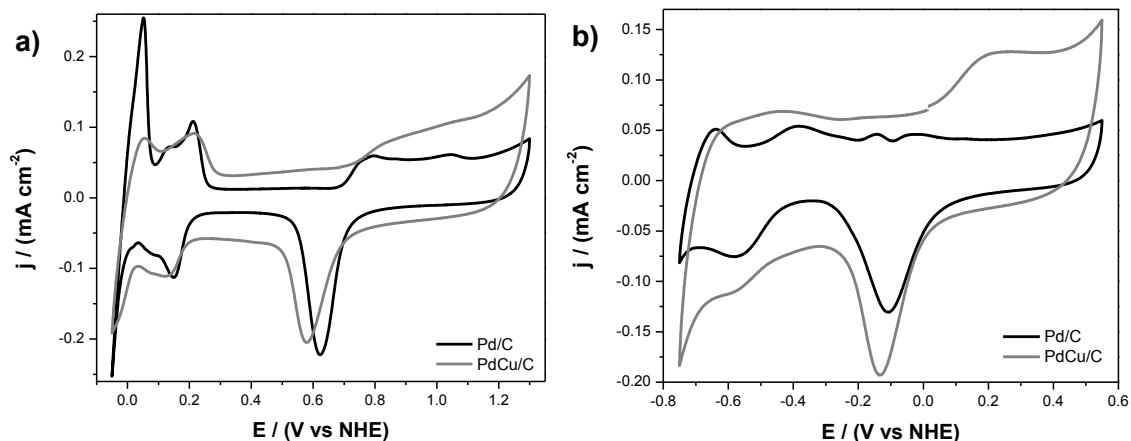 a)
j / (mA cm-2)
0.2
0.1
0.0
-0.1
-0.2
0.0 0.2 0.4 0.6 0.8 1.0 1.2
E / (V vs NHE)
Pd/C
PdCu/C
b)
j / (mA cm-2)
0.15
0.10
0.05
0.00
-0.05
-0.10
-0.15
-0.20
-0.8 -0.6 -0.4 -0.2 0.0 0.2 0.4 0.6
E / (V vs NHE)
Pd/C
PdCu/C